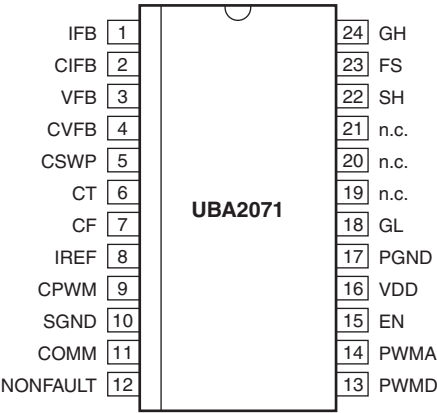 IFB 1 24 GH
CIFB 2 23 FS
VFB 3 22 SH
CVFB 4 21 n.c.
CSWP 5 20 n.c.
CT 6 19 n.c.
UBA2071
CF 7 18 GL
IREF 8 17 PGND
CPWM 9 16 VDD
SGND 10 15 EN
COMM 11 14 PWMA
NONFAULT 12 13 PWMD